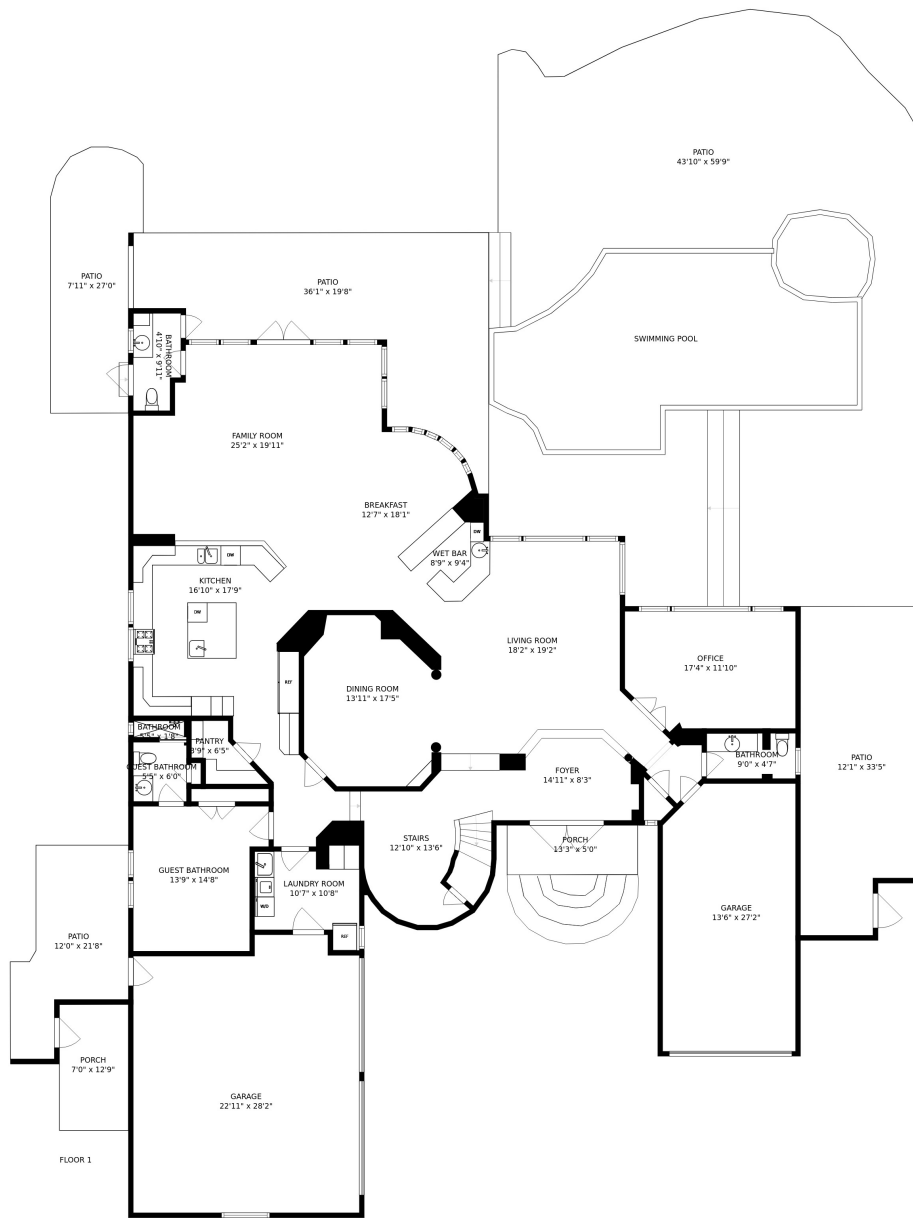 PATIO
43'10" x 59'9"
PATIO
7'11" x 27'0"
PATIO
36'1" x 19'8"
SWIMMING POOL
BATHROOM
4'10" x 9'11"
FAMILY ROOM
25'2" x 19'11"
BREAKFAST
12'7" x 18'1"
DW
WET BAR
8'9" x 9'4"
DW
KITCHEN
16'10" x 17'9"
DW
LIVING ROOM
18'2" x 19'2"
OFFICE
17'4" x 11'10"
REF
DINING ROOM
13'11" x 17'5"
BATHROOM
5'5" x 1'8"
PANTRY
3'9" x 6'5"
GUEST BATHROOM
5'5" x 6'0"
FOYER
14'11" x 8'3"
BATHROOM
9'0" x 4'7"
PATIO
12'1" x 33'5"
STAIRS
12'10" x 13'6"
PORCH
13'3" x 5'0"
GUEST BATHROOM
13'9" x 14'8"
LAUNDRY ROOM
10'7" x 10'8"
W/D
REF
GARAGE
13'6" x 27'2"
PATIO
12'0" x 21'8"
PORCH
7'0" x 12'9"
GARAGE
22'11" x 28'2"
FLOOR 1